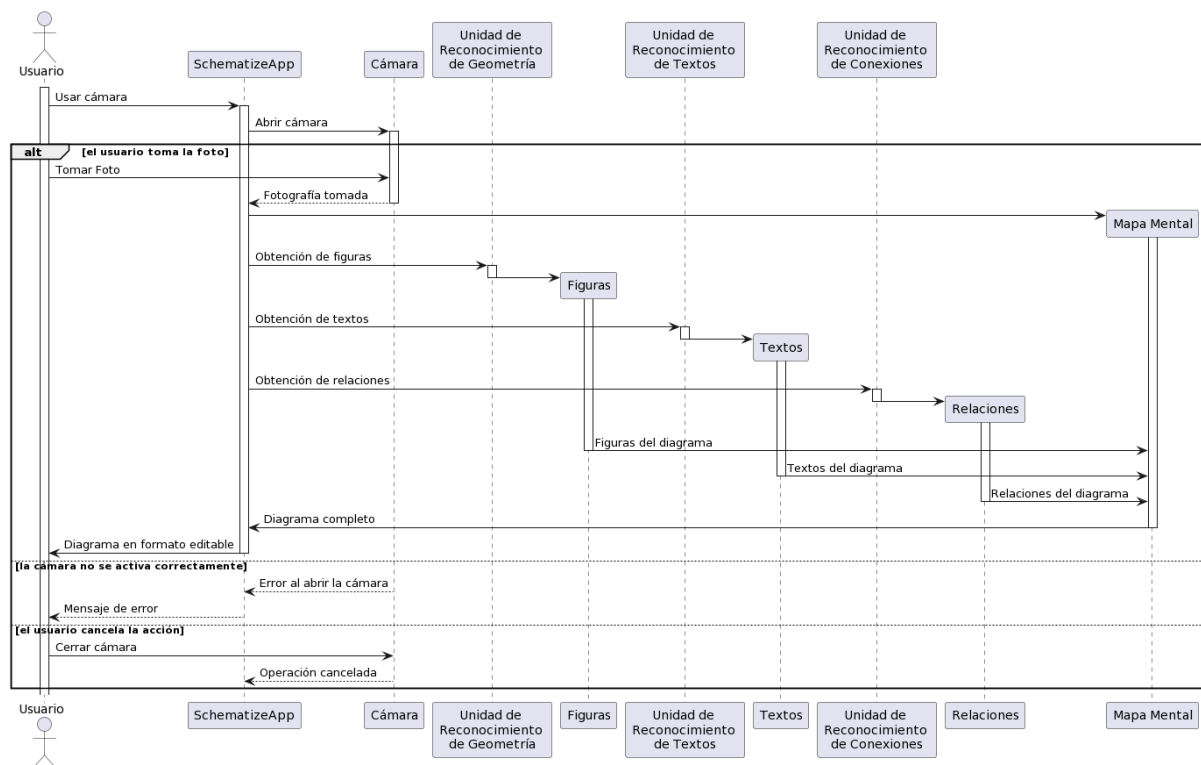 Usuario
SchematizeApp
Cámara
Unidad de
Reconocimiento
de Geometría
Unidad de
Reconocimiento
de Textos
Unidad de
Reconocimiento
de Conexiones
Usar cámara
Abrir cámara
alt
[el usuario toma la foto]
Tomar Foto
Fotografía tomada
Mapa Mental
Obtención de figuras
Figuras
Obtención de textos
Textos
Obtención de relaciones
Relaciones
Figuras del diagrama
Textos del diagrama
Relaciones del diagrama
Diagrama completo
Diagrama en formato editable
[la cámara no se activa correctamente]
Error al abrir la cámara
Mensaje de error
[el usuario cancela la acción]
Cerrar cámara
Operación cancelada
Usuario
SchematizeApp
Cámara
Unidad de
Reconocimiento
de Geometría
Figuras
Unidad de
Reconocimiento
de Textos
Textos
Unidad de
Reconocimiento
de Conexiones
Relaciones
Mapa Mental